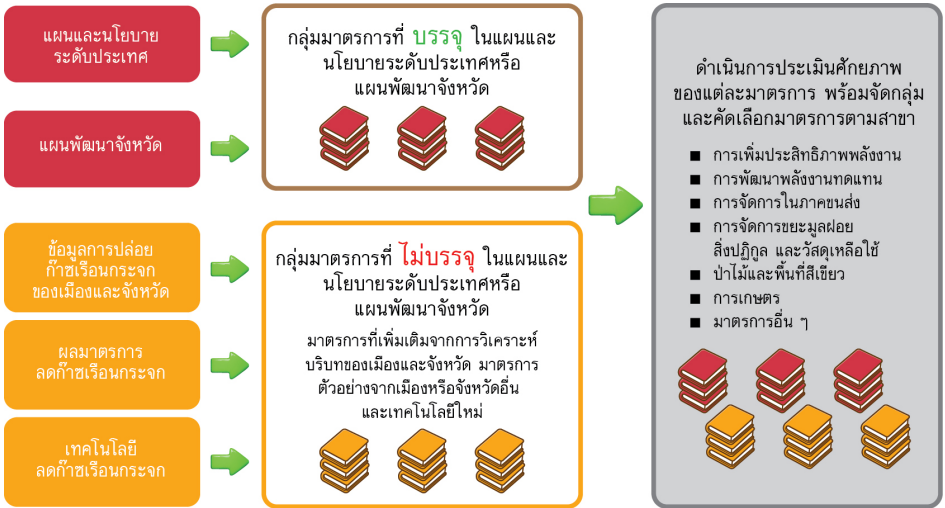 แผนและนโยบาย
ระดับประเทศ
แผนพัฒนาจังหวัด
กลุ่มมาตรการที่ บรรจุ ในแผนและ
นโยบายระดับประเทศหรือ
แผนพัฒนาจังหวัด
ข้อมูลการปล่อย
ก๊าซเรือนกระจก
ของเมืองและจังหวัด
ผลมาตรการ
ลดก๊าซเรือนกระจก
เทคโนโลยี
ลดก๊าซเรือนกระจก
กลุ่มมาตรการที่ ไม่บรรจุ ในแผนและ
นโยบายระดับประเทศหรือ
แผนพัฒนาจังหวัด
มาตรการที่เพิ่มเติมจากการวิเคราะห์
บริบทของเมืองและจังหวัด มาตรการ
ตัวอย่างจากเมืองหรือจังหวัดอื่น
และเทคโนโลยีใหม่
ดำเนินการประเมินศักยภาพ
ของแต่ละมาตรการ พร้อมจัดกลุ่ม
และคัดเลือกมาตรการตามสาขา
■ การเพิ่มประสิทธิภาพพลังงาน
■ การพัฒนาพลังงานทดแทน
■ การจัดการในภาคขนส่ง
■ การจัดการขยะมูลฝอย
สิ่งปฏิกูล และวัสดุเหลือใช้
■ ป่าไม้และพื้นที่สีเขียว
■ การเกษตร
■ มาตรการอื่น ๆ